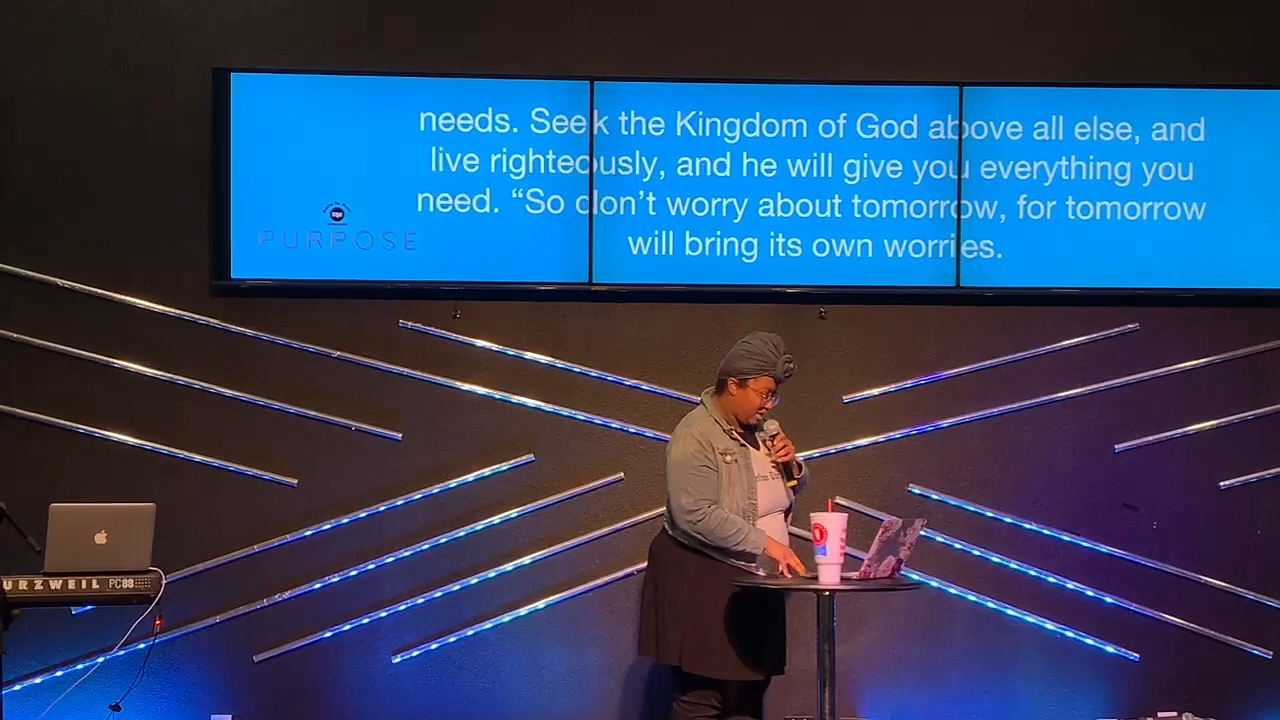 needs. Seek the Kingdom of God above all else, and
live righteously, and he will give you everything you
need. “So don’t worry about tomorrow, for tomorrow
will bring its own worries.
PURPOSE
URZWEIL PC88